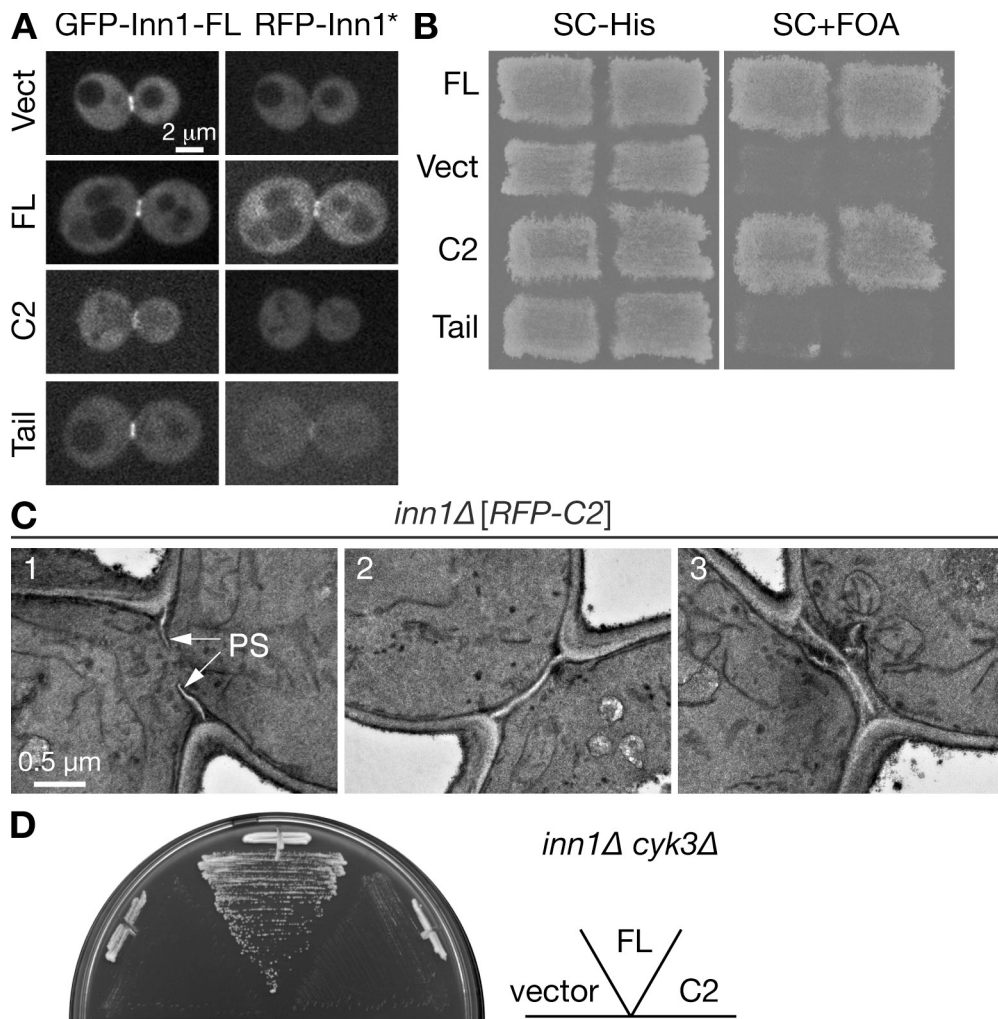 A GFP-Inn1-FL RFP-Inn1*
Vect
2 μm
FL
C2
Tail
B SC-His SC+FOA
FL
Vect
C2
Tail
C inn1Δ [RFP-C2]
1
PS
0.5 μm
2
3
D
inn1Δ cyk3Δ
FL
vector C2